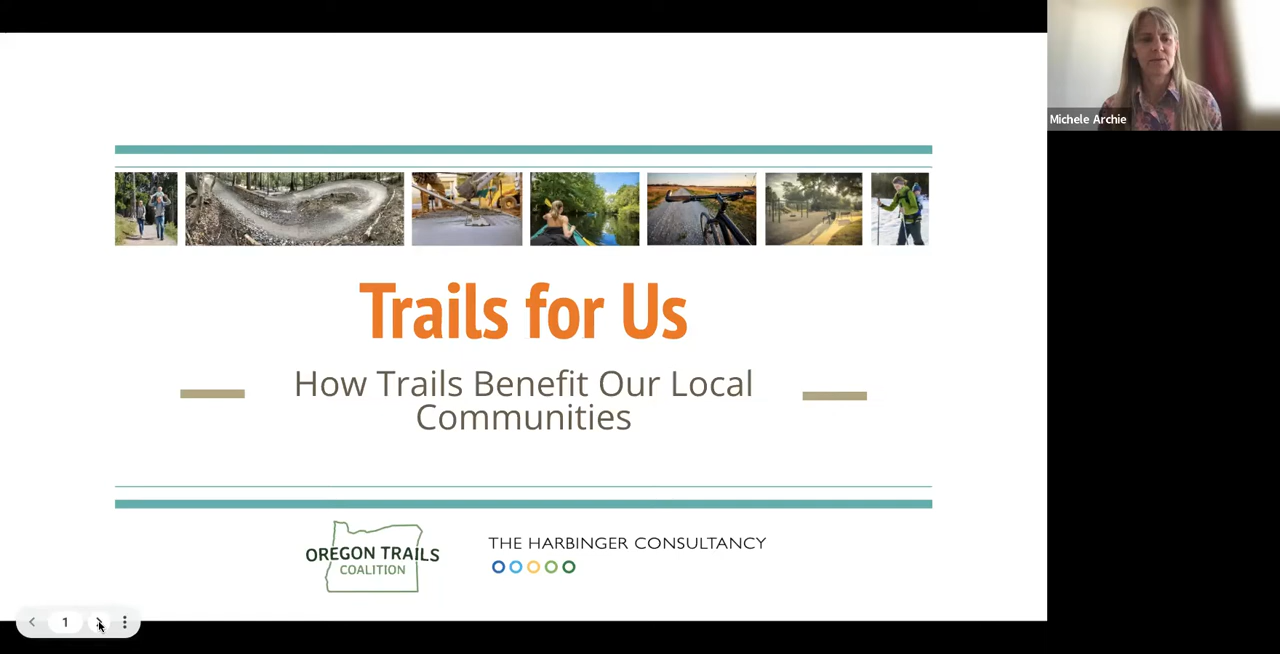 Michele Archie
Trails for Us
How Trails Benefit Our Local
Communities
OREGON TRAILS
COALITION
THE HARBINGER CONSULTANCY
1